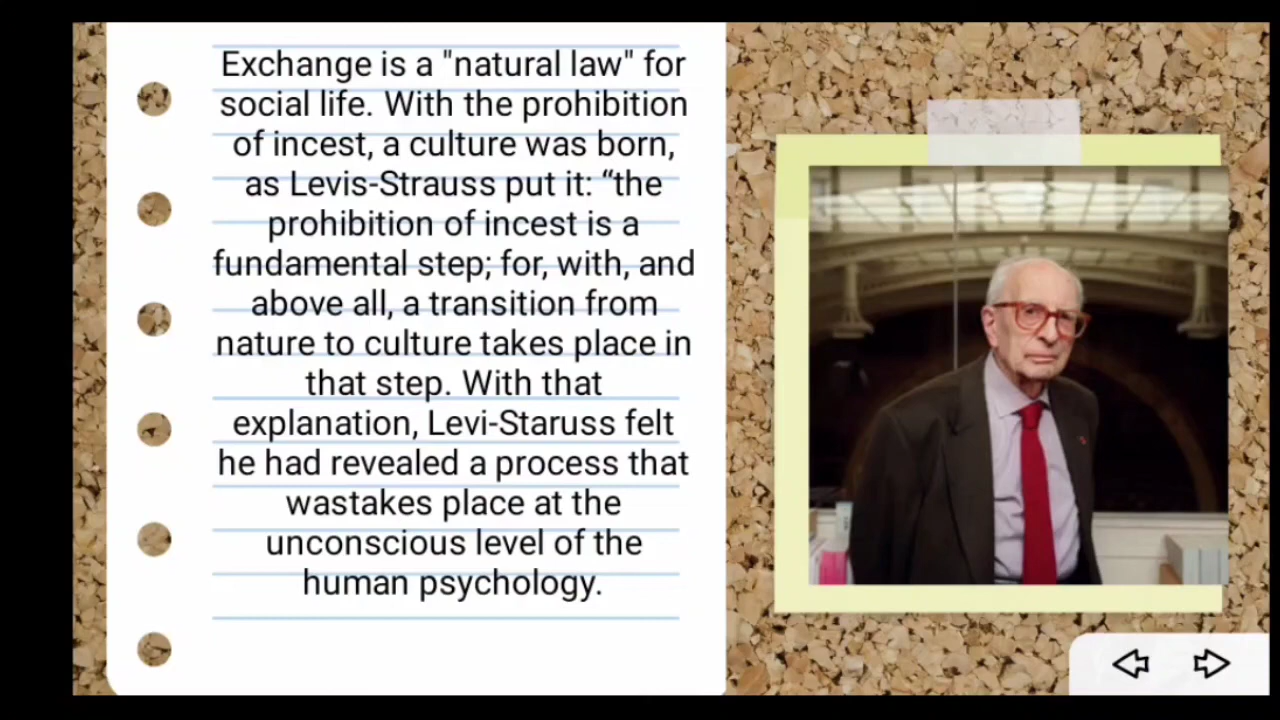 Exchange is a "natural law" for
social life. With the prohibition
of incest, a culture was born,
as Levis-Strauss put it: “the
prohibition of incest is a
fundamental step; for, with, and
above all, a transition from
nature to culture takes place in
that step. With that
explanation, Levi-Staruss felt
he had revealed a process that
wastakes place at the
unconscious level of the
human psychology.